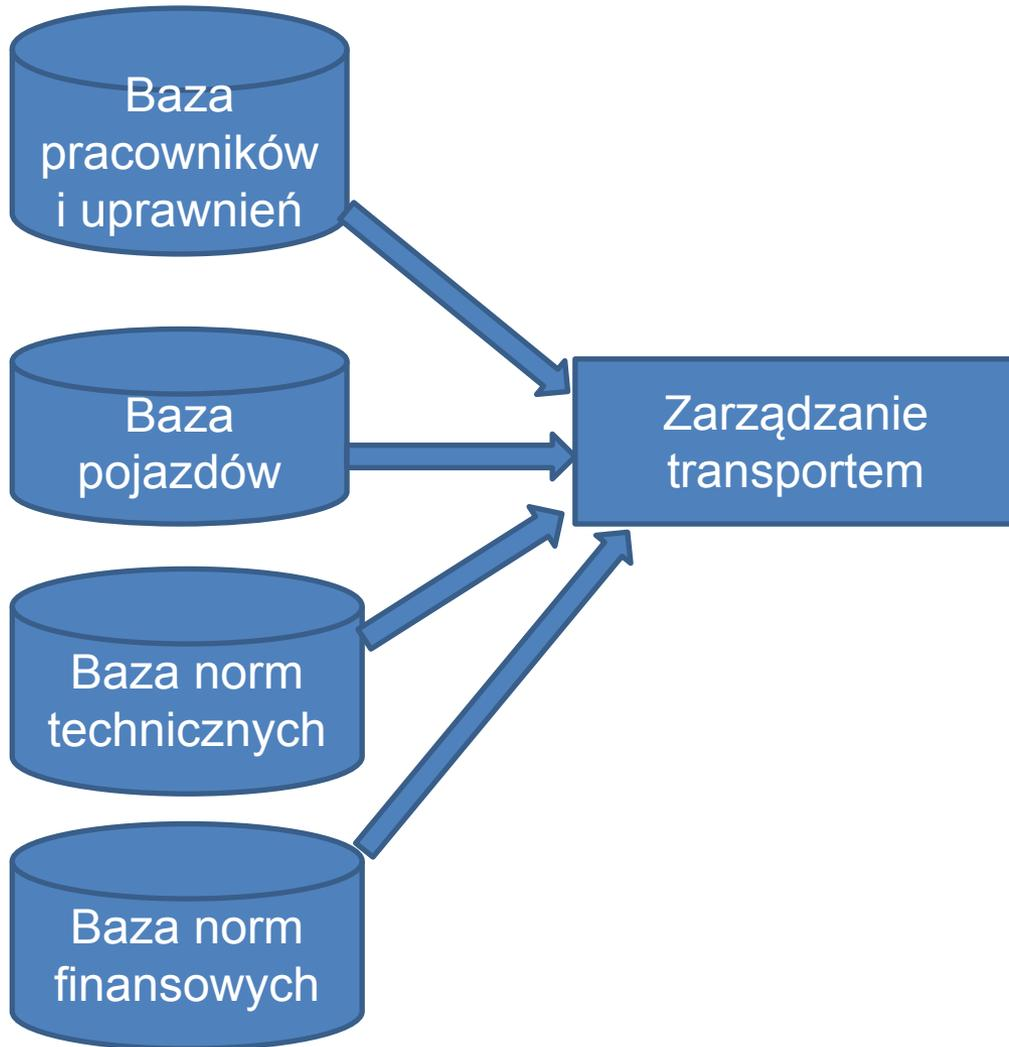 Baza
pracowników
i uprawnień
Baza
pojazdów
Zarządzanie
transportem
Baza norm
technicznych
Baza norm
finansowych